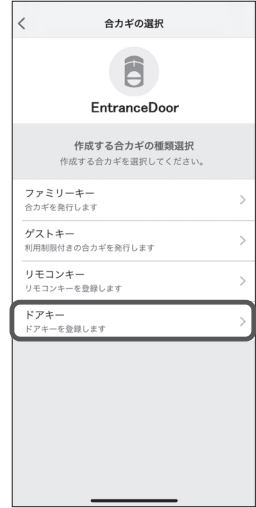 合カギの選択
EntranceDoor
作成する合カギの種類選択
作成する合カギを選択してください。
ファミリーキー
合カギを発行します
ゲストキー
利用制限付きの合カギを発行します
リモコンキー
リモコンキーを登録します
ドアキー
ドアキーを登録します